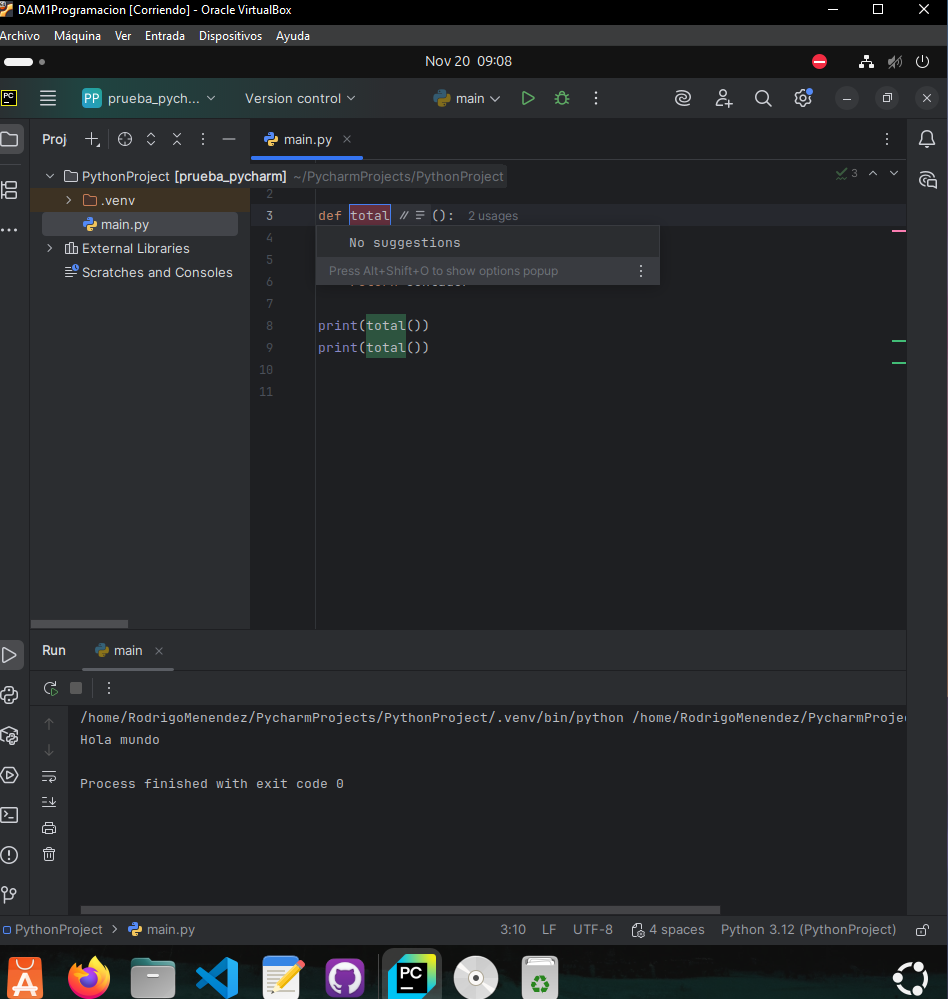 DAM1Programacion [Corriendo] - Oracle VirtualBox
Archivo Máquina Ver Entrada Dispositivos Ayuda
Nov 20 09:08
PC PP prueba_pych... Version control main
Proj main.py
PythonProject [prueba_pycharm] ~/PycharmProjects/PythonProject
3
.venv
main.py
External Libraries
Scratches and Consoles
2
3 def total (): 2 usages
4 No suggestions
5 Press Alt+Shift+O to show options popup
6
7
8 print(total())
9 print(total())
10
11
Run main
/home/RodrigoMenendez/PycharmProjects/PythonProject/.venv/bin/python /home/RodrigoMenendez/PycharmProje
Hola mundo
Process finished with exit code 0
PythonProject > main.py 3:10 LF UTF-8 4 spaces Python 3.12 (PythonProject)
PC